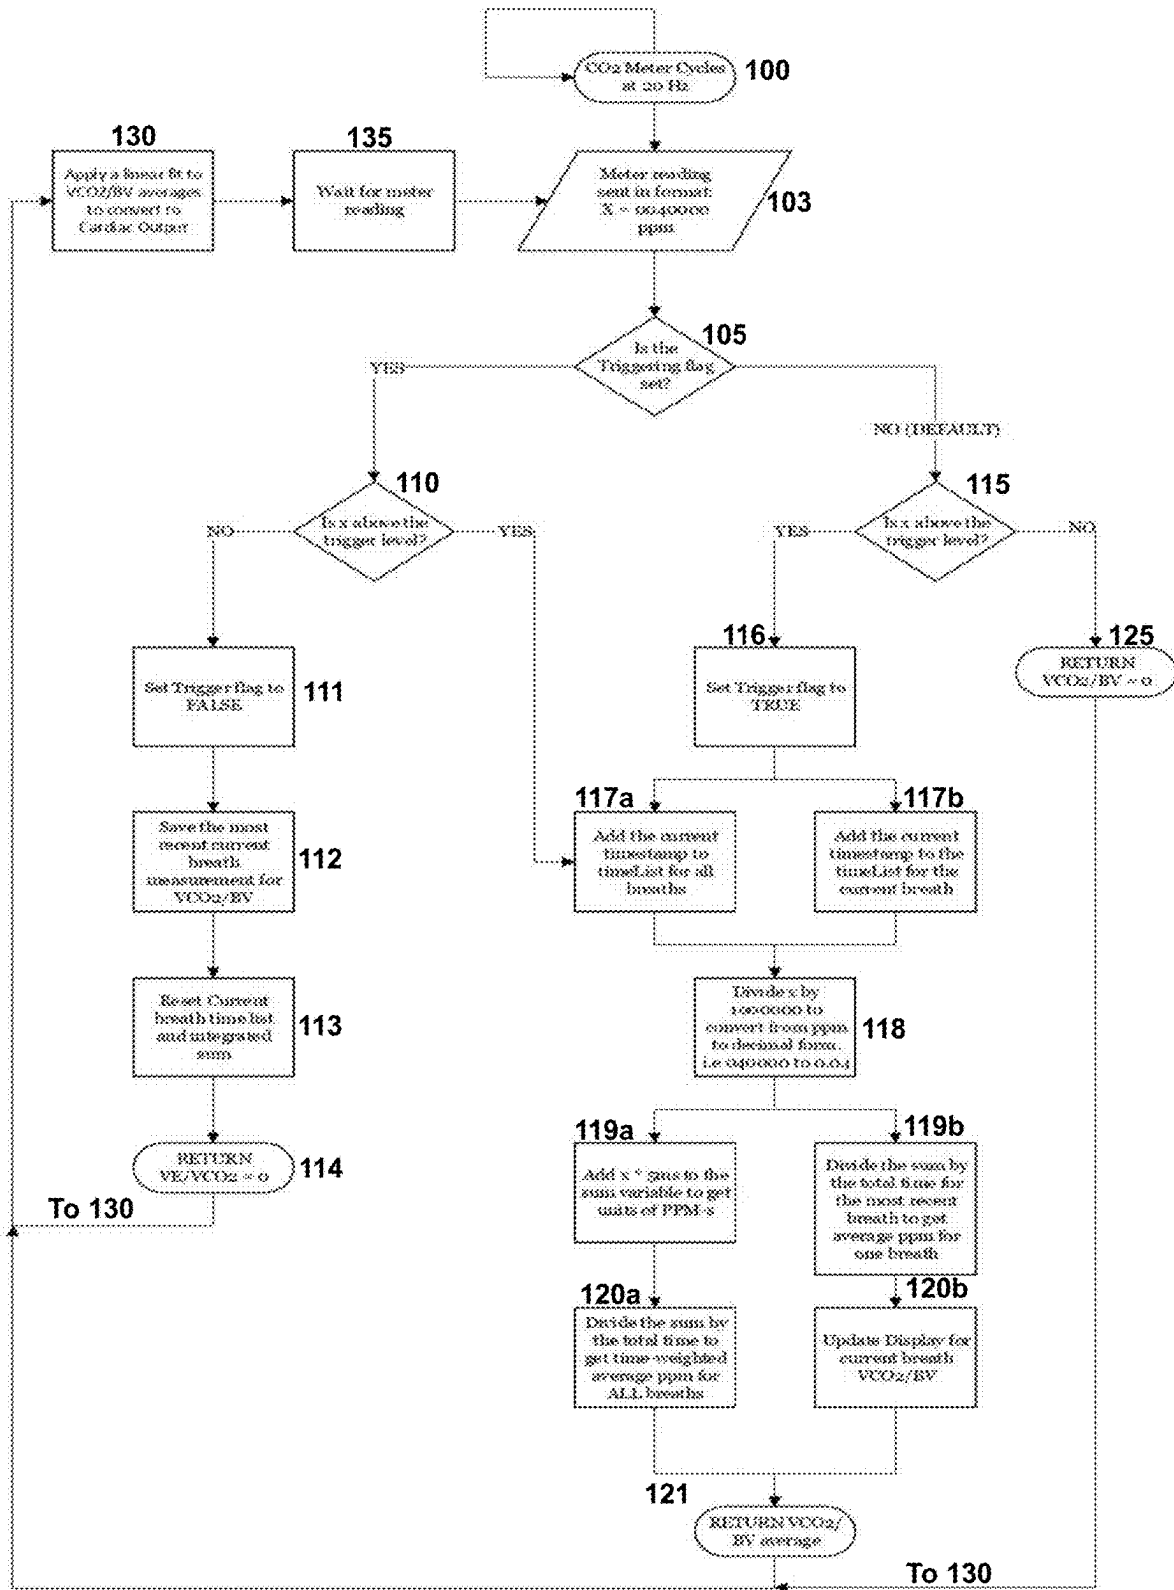 CO2 Meter Cycles
at 20 Hz
100
130
Apply a linear fit to
VCO2/BV averages
to convert to
Cardiac Output
135
Wait for meter
reading
Meter reading
sent in format:
X = 0040000
ppm
103
105
Is the
Triggering flag
set?
YES
NO (DEFAULT)
110
Is x above the
trigger level?
NO
YES
115
Is x above the
trigger level?
YES
NO
Set Trigger flag to
FALSE
111
116
Set Trigger flag to
TRUE
125
RETURN
VCO2/BV = 0
Save the most
recent current
breath
measurement for
VCO2/BV
112
117a
Add the current
timestamp to
timeList for all
breaths
117b
Add the current
timestamp to the
timeList for the
current breath
Reset Current
breath time list
and integrated
sum
113
Divide x by
1000000 to
convert from ppm
to decimal form.
i.e 040000 to 0.04
118
RETURN
VE/VCO2 = 0
114
To 130
119a
Add x * 5ms to the
sum variable to get
units of PPM-s
119b
Divide the sum by
the total time for
the most recent
breath to get
average ppm for
one breath
120a
Divide the sum by
the total time to
get time-weighted
average ppm for
ALL breaths
120b
Update Display for
current breath
VCO2/BV
121
RETURN VCO2/
BV average
To 130